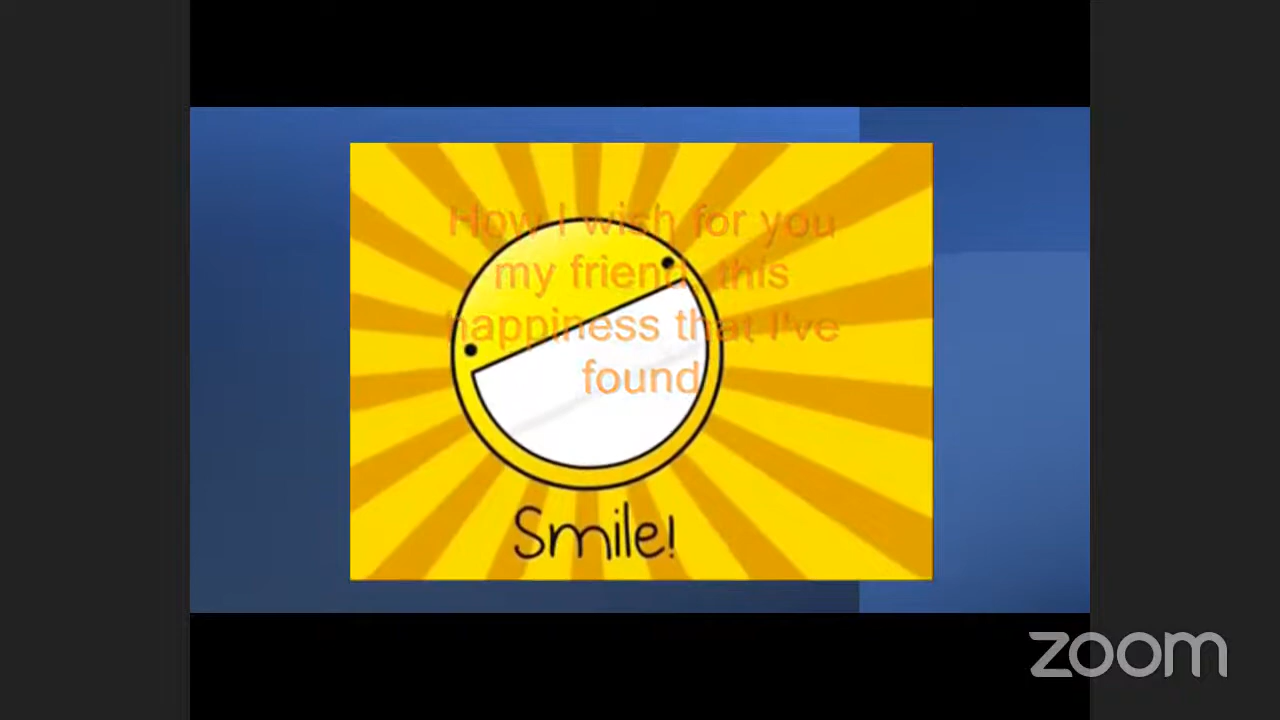 How I wish for you
my friend, this
happiness that I've
found
Smile!
zoom